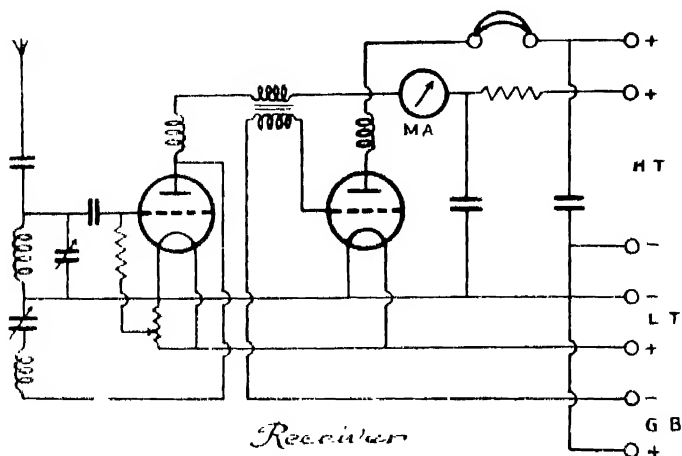 +
+
MA
H T
-
-
L T
+
-
G B
+
Receiver